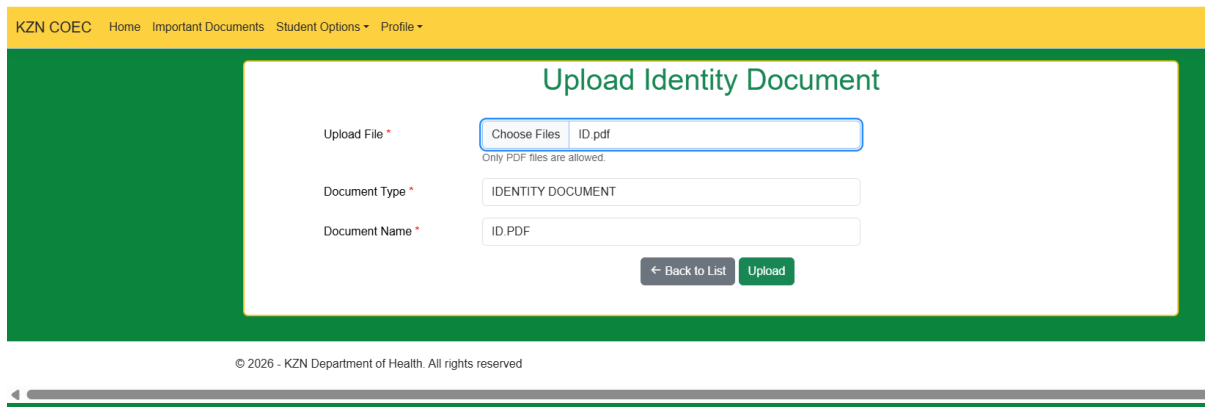 KZN COEC Home Important Documents Student Options Profile
Upload Identity Document
Upload File * Choose Files ID.pdf
Only PDF files are allowed.
Document Type * IDENTITY DOCUMENT
Document Name * ID.PDF
← Back to List Upload
© 2026 - KZN Department of Health. All rights reserved